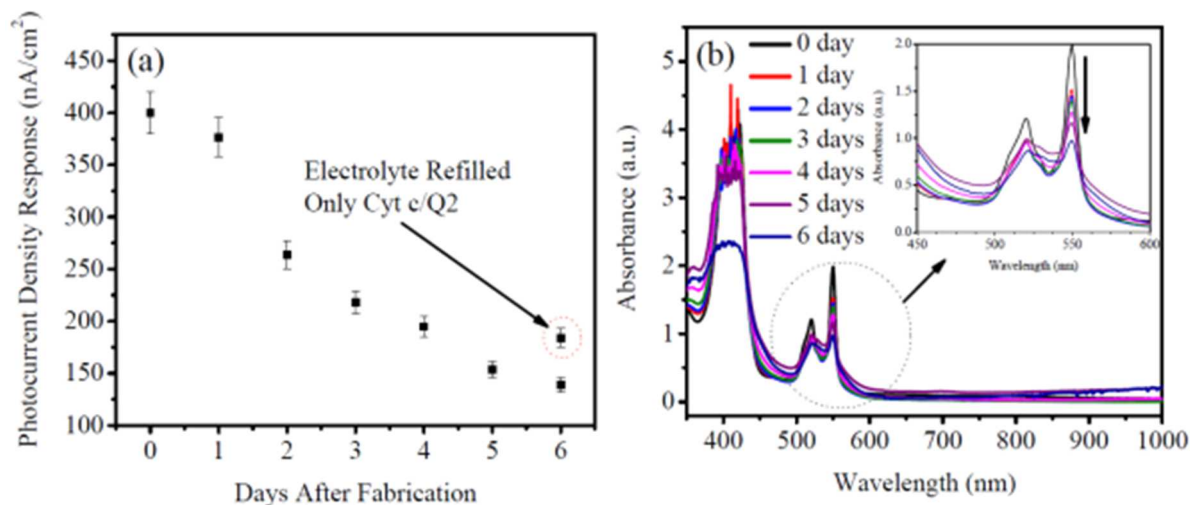 (a)
Photocurrent Density Response (nA/cm²)
450
400
350
300
250
200
150
100
Electrolyte Refilled
Only Cyt c/Q2
0 1 2 3 4 5 6
Days After Fabrication
(b)
Absorbance (a.u.)
5
4
3
2
1
0
0 day
1 day
2 days
3 days
4 days
5 days
6 days
Absorbance (a.u.)
2.0
1.5
1.0
0.5
0.0
450 500 550 600
Wavelength (nm)
400 500 600 700 800 900 1000
Wavelength (nm)